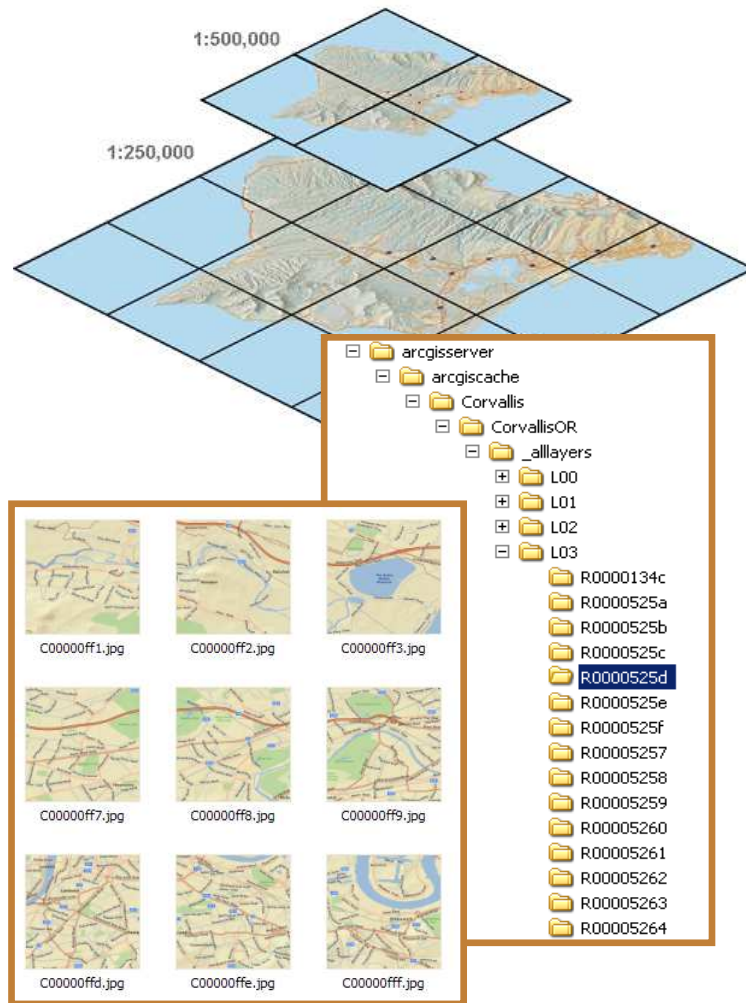 1:500,000
1:250,000
arcgisserver
arcgiscache
Corvallis
CorvallisOR
_alllayers
L00
L01
L02
L03
R0000134c
R0000525a
R0000525b
R0000525c
R0000525d
R0000525e
R0000525f
R00005257
R00005258
R00005259
R00005260
R00005261
R00005262
R00005263
R00005264
C00000ff1.jpg C00000ff2.jpg C00000ff3.jpg
C00000ff7.jpg C00000ff8.jpg C00000ff9.jpg
C00000ffd.jpg C00000ffe.jpg C00000fff.jpg